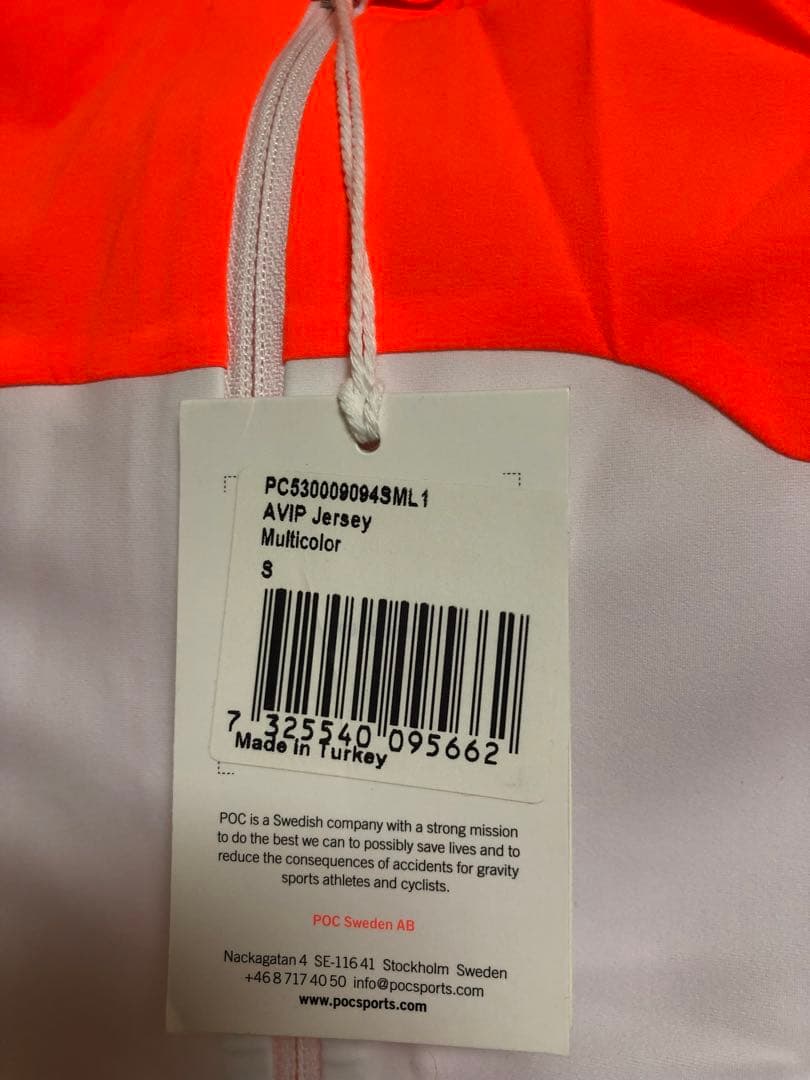 PC530009094SML1
AVIP Jersey
Multicolor
S
7 325540 095662
Made in Turkey
POC is a Swedish company with a strong mission
to do the best we can to possibly save lives and to
reduce the consequences of accidents for gravity
sports athletes and cyclists.
POC Sweden AB
Nackagatan 4 SE-116 41 Stockholm Sweden
+46 8 717 40 50 info@pocsports.com
www.pocsports.com